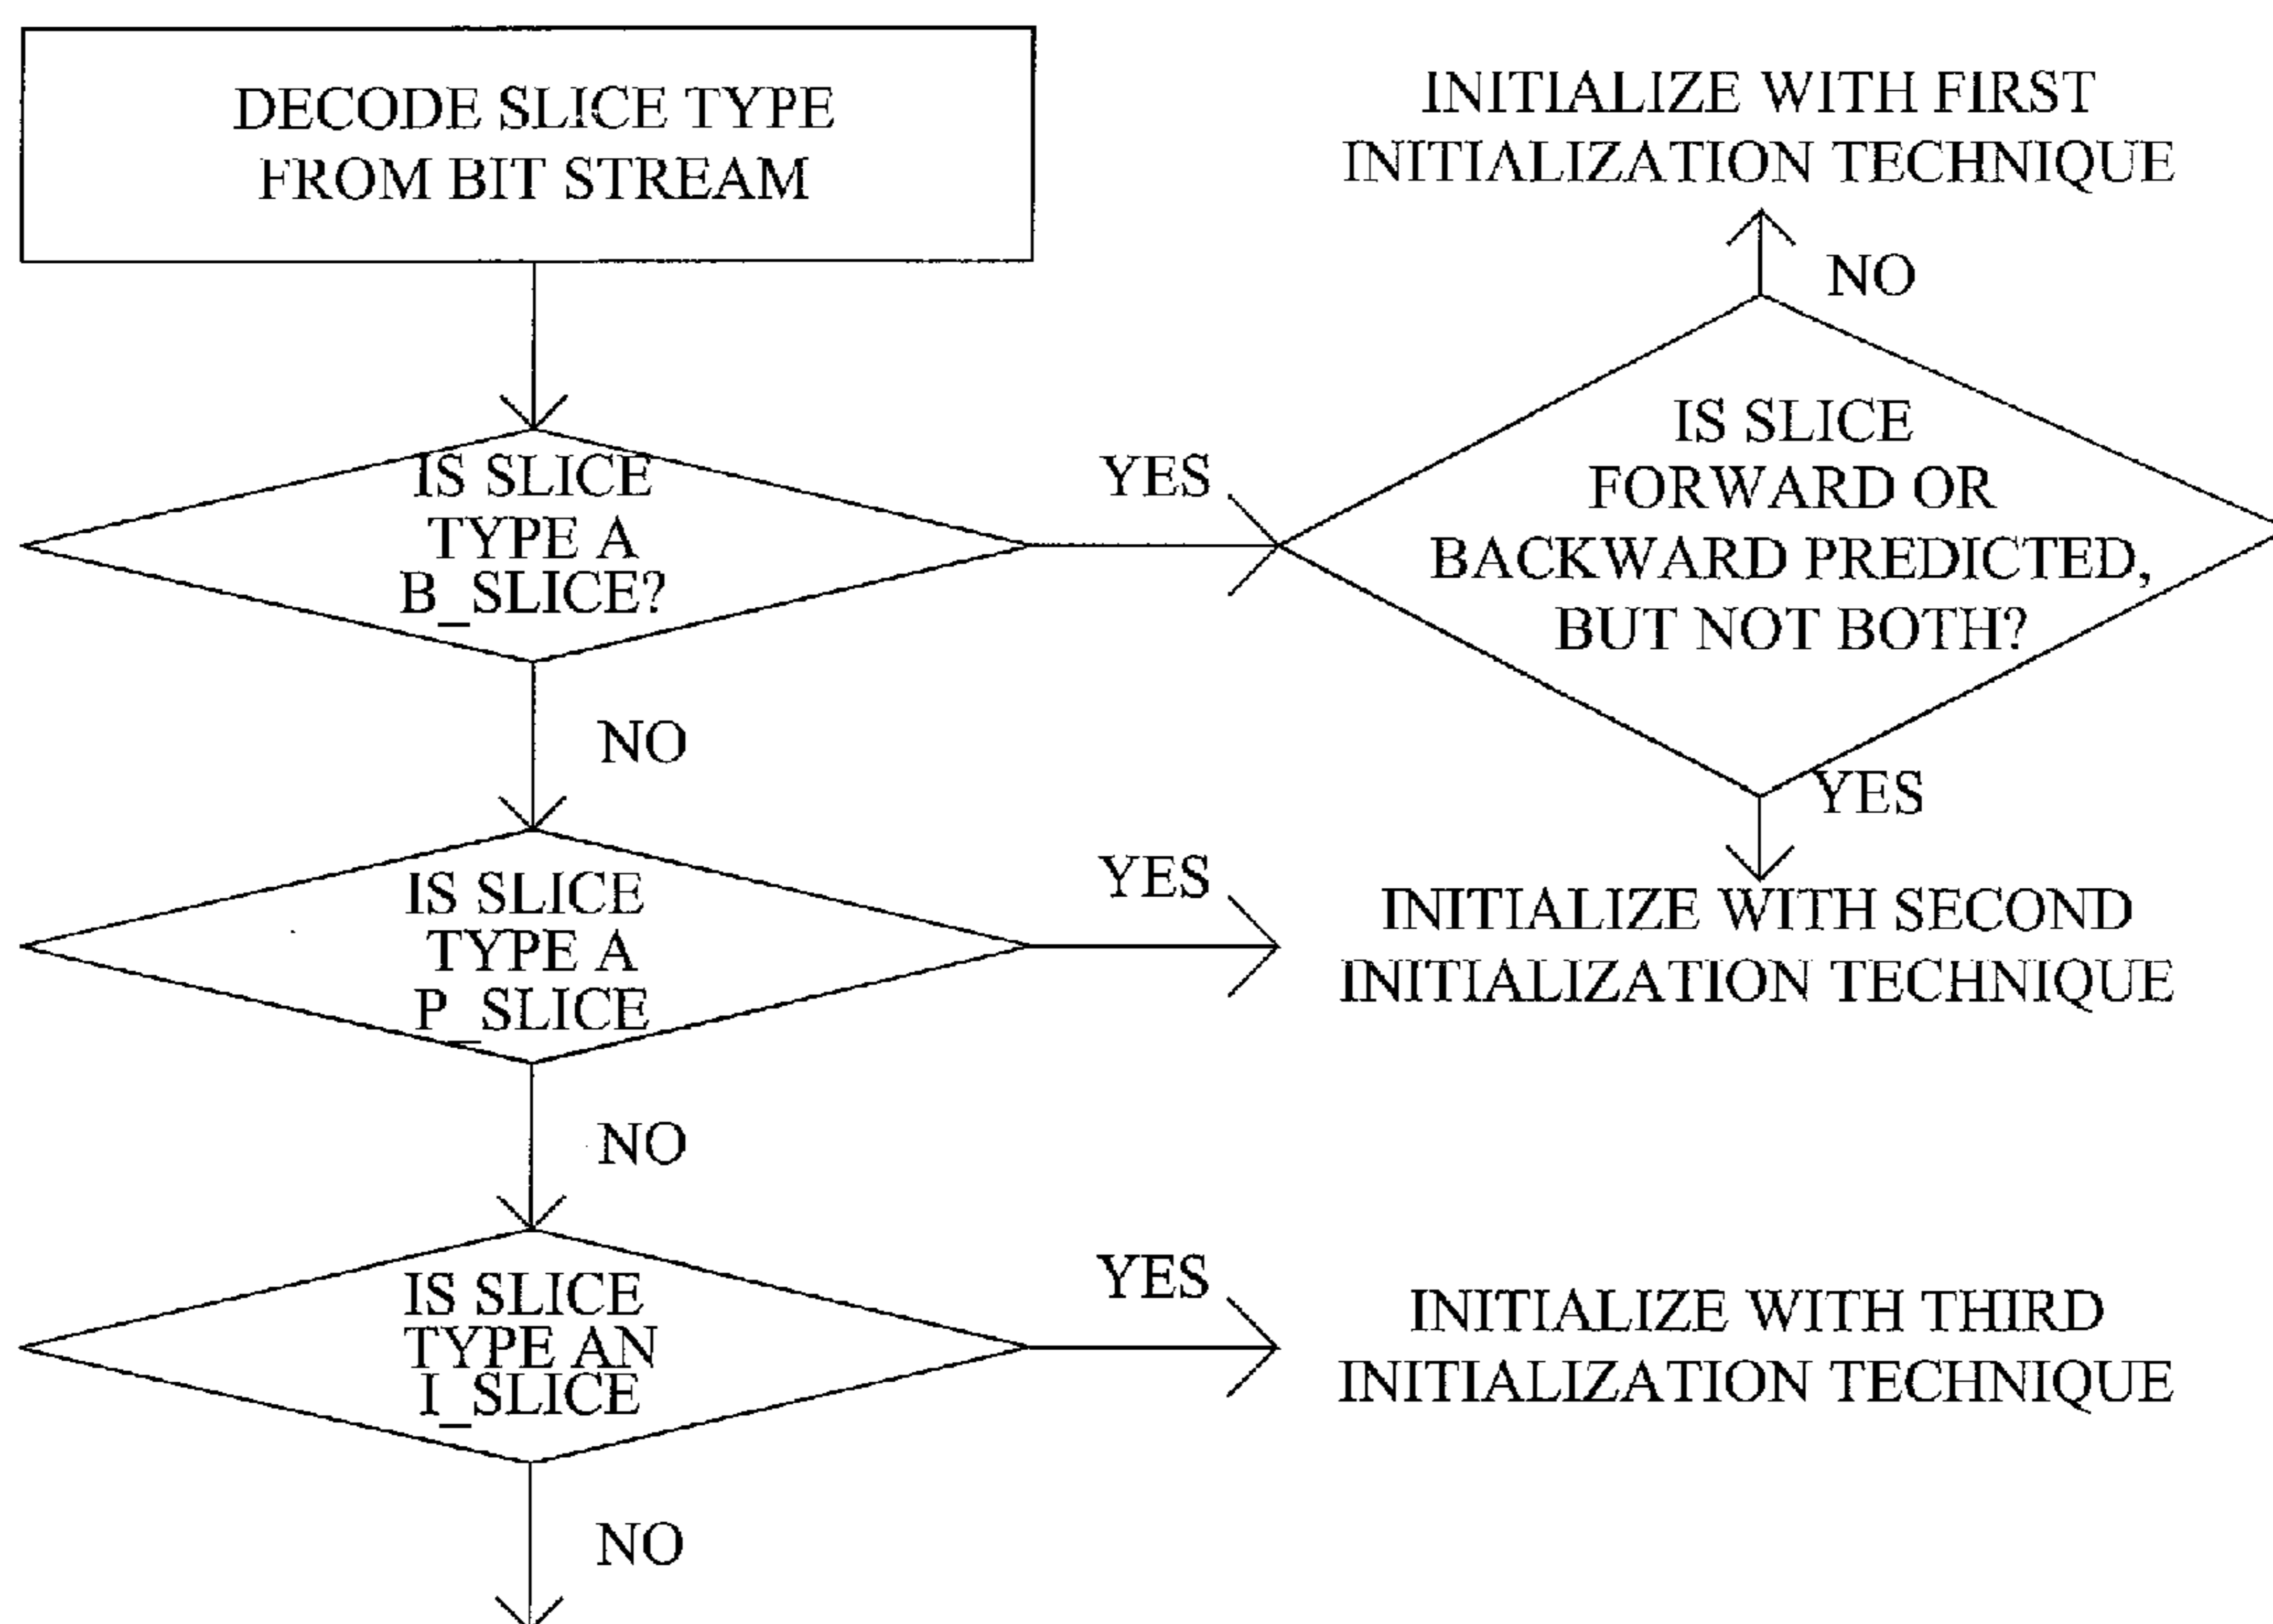 DECODE SLICE TYPE
FROM BIT STREAM
INITIALIZE WITH FIRST
INITIALIZATION TECHNIQUE
NO
IS SLICE
TYPE A
B_SLICE?
YES
IS SLICE
FORWARD OR
BACKWARD PREDICTED,
BUT NOT BOTH?
NO
YES
IS SLICE
TYPE A
P_SLICE
YES
INITIALIZE WITH SECOND
INITIALIZATION TECHNIQUE
NO
IS SLICE
TYPE AN
I_SLICE
YES
INITIALIZE WITH THIRD
INITIALIZATION TECHNIQUE
NO